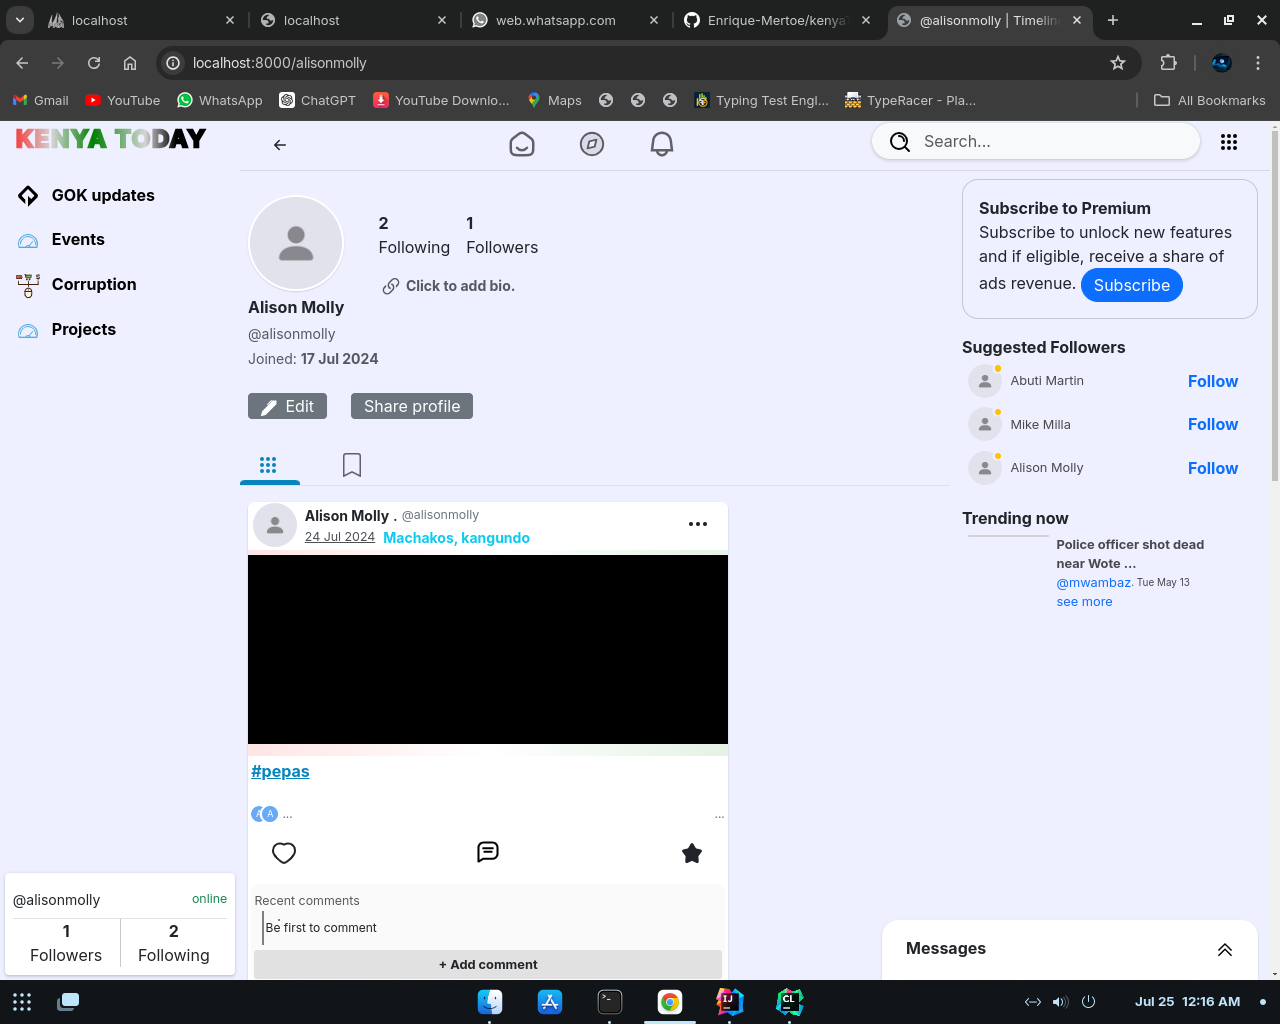 localhost
localhost
web.whatsapp.com
Enrique-Mertoe/kenya
@alisonmolly | Timelin
localhost:8000/alisonmolly
Gmail
YouTube
WhatsApp
ChatGPT
YouTube Downlo...
Maps
Typing Test Engl...
TypeRacer - Pla...
All Bookmarks
KENYA TODAY
Search...
GOK updates
Events
Corruption
Projects
2
Following
1
Followers
Click to add bio.
Alison Molly
@alisonmolly
Joined: 17 Jul 2024
Edit
Share profile
Alison Molly . @alisonmolly
24 Jul 2024 Machakos, kangundo
#pepas
A
...
...
Recent comments
Be first to comment
+ Add comment
Subscribe to Premium
Subscribe to unlock new features
and if eligible, receive a share of
ads revenue. Subscribe
Suggested Followers
Abuti Martin Follow
Mike Milla Follow
Alison Molly Follow
Trending now
Police officer shot dead
near Wote ...
@mwambaz. Tue May 13
see more
@alisonmolly online
1
Followers
2
Following
Messages
IJ
CL
Jul 25 12:16 AM